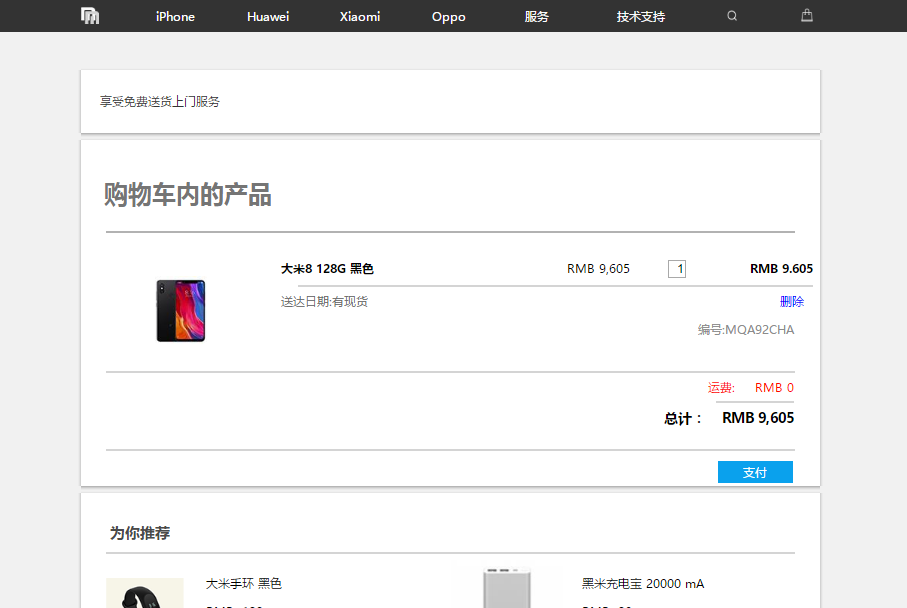 iPhone Huawei Xiaomi Oppo 服务 技术支持
享受免费送货上门服务
购物车内的产品
大米8 128G 黑色 RMB 9,605 1 RMB 9.605
送达日期:有现货 删除
编号:MQA92CHA
运费: RMB 0
总计： RMB 9,605
支付
为你推荐
大米手环 黑色 黑米充电宝 20000 mA